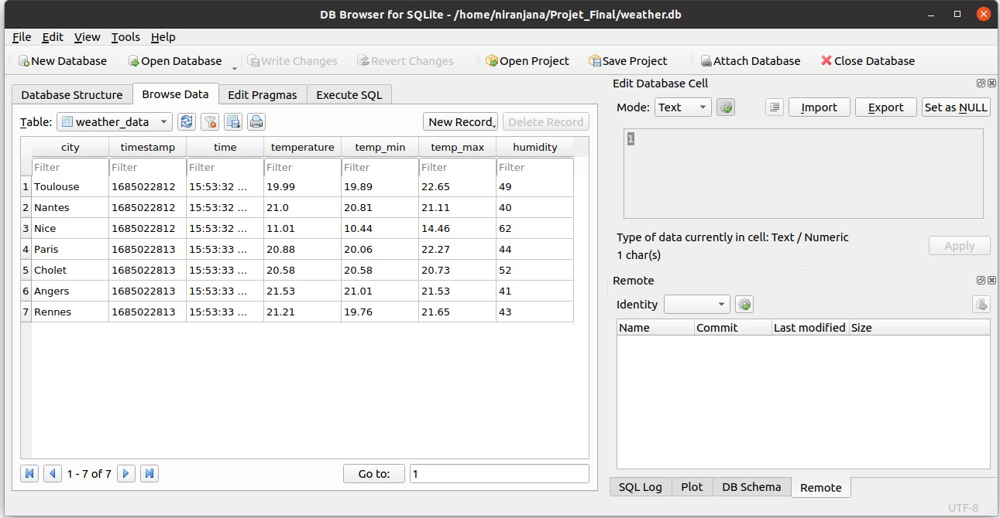 DB Browser for SQLite - /home/niranjana/Projet_Final/weather.db
File Edit View Tools Help
New Database Open Database Write Changes Revert Changes Open Project Save Project Attach Database Close Database
Database Structure Browse Data Edit Pragmas Execute SQL
Table: weather_data New Record Delete Record
city timestamp time temperature temp_min temp_max humidity
Filter Filter Filter Filter Filter Filter Filter
1 Toulouse 1685022812 15:53:32 ... 19.99 19.89 22.65 49
2 Nantes 1685022812 15:53:32 ... 21.0 20.81 21.11 40
3 Nice 1685022812 15:53:32 ... 11.01 10.44 14.46 62
4 Paris 1685022813 15:53:33 ... 20.88 20.06 22.27 44
5 Cholet 1685022813 15:53:33 ... 20.58 20.58 20.73 52
6 Angers 1685022813 15:53:33 ... 21.53 21.01 21.53 41
7 Rennes 1685022813 15:53:33 ... 21.21 19.76 21.65 43
1 - 7 of 7 Go to: 1
Edit Database Cell
Mode: Text Import Export Set as NULL
1
Type of data currently in cell: Text / Numeric
1 char(s)
Apply
Remote
Identity
Name Commit Last modified Size
SQL Log Plot DB Schema Remote
UTF-8